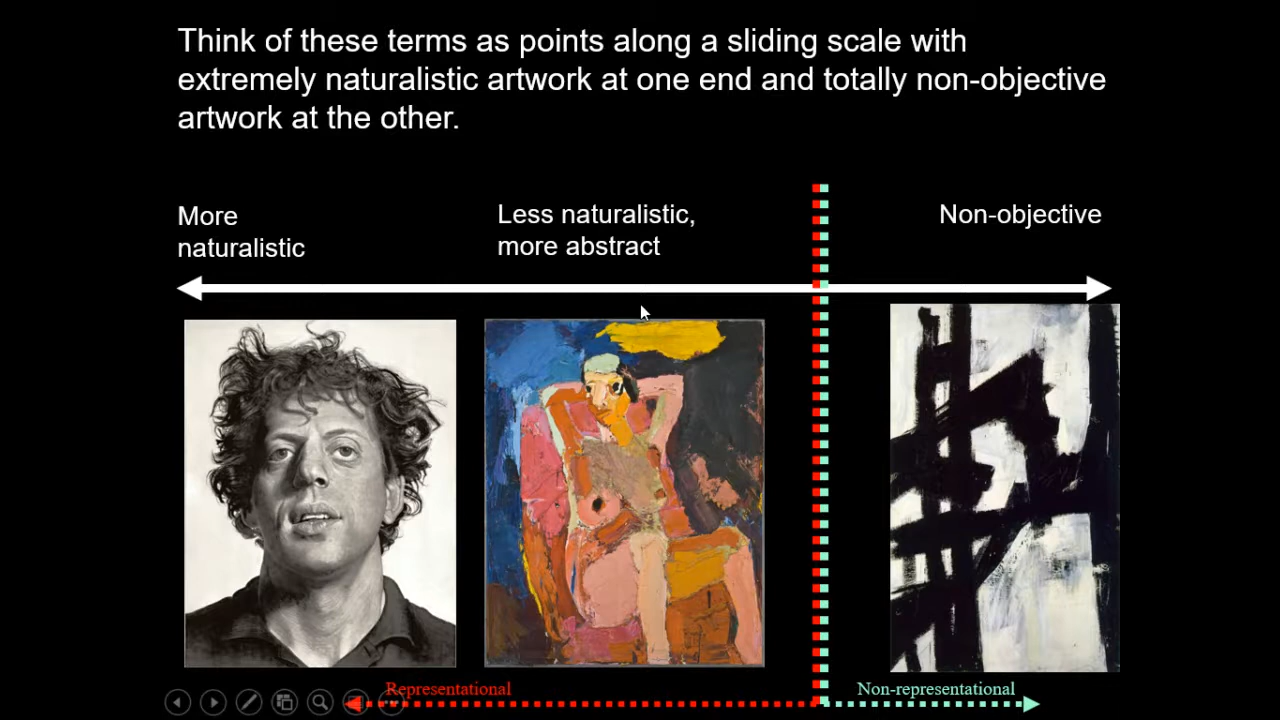 Think of these terms as points along a sliding scale with
extremely naturalistic artwork at one end and totally non-objective
artwork at the other.
More
naturalistic
Less naturalistic,
more abstract
Non-objective
Representational
Non-representational